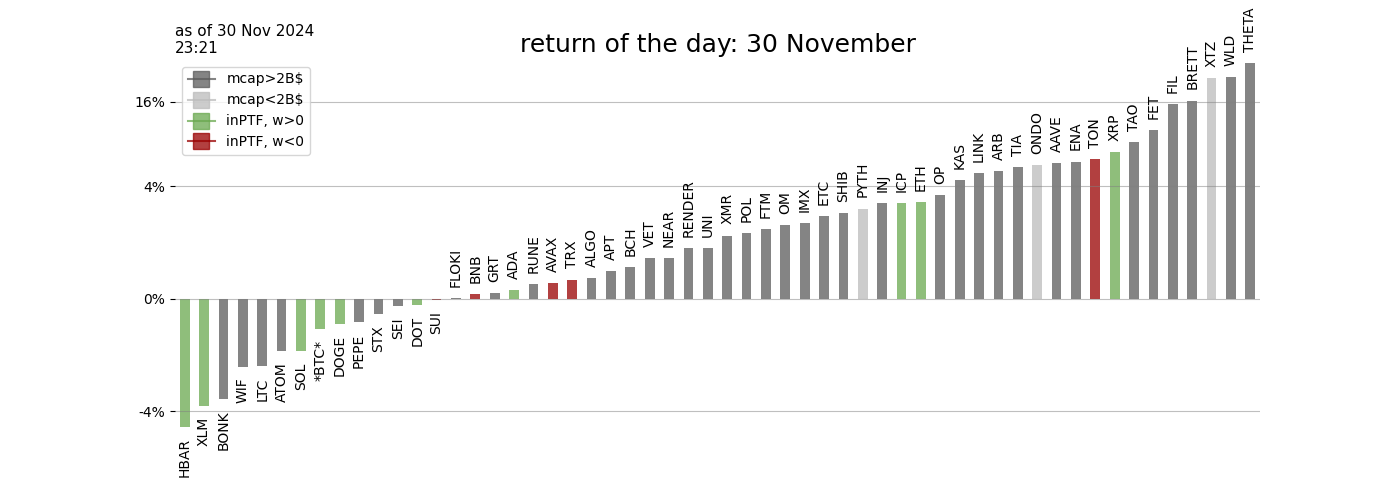 as of 30 Nov 2024
23:21
return of the day: 30 November
mcap>2B$
mcap<2B$
inPTF, w>0
inPTF, w<0
16%
4%
0%
-4%
HBAR
XLM
BONK
WIF
LTC
ATOM
SOL
*BTC*
DOGE
PEPE
STX
SEI
DOT
SUI
FLOKI
BNB
GRT
ADA
RUNE
AVAX
TRX
ALGO
APT
BCH
VET
NEAR
RENDER
UNI
XMR
POL
FTM
OM
IMX
ETC
SHIB
PYTH
INJ
ICP
ETH
OP
KAS
LINK
ARB
TIA
ONDO
AAVE
ENA
TON
XRP
TAO
FET
FIL
BRETT
XTZ
WLD
THETA